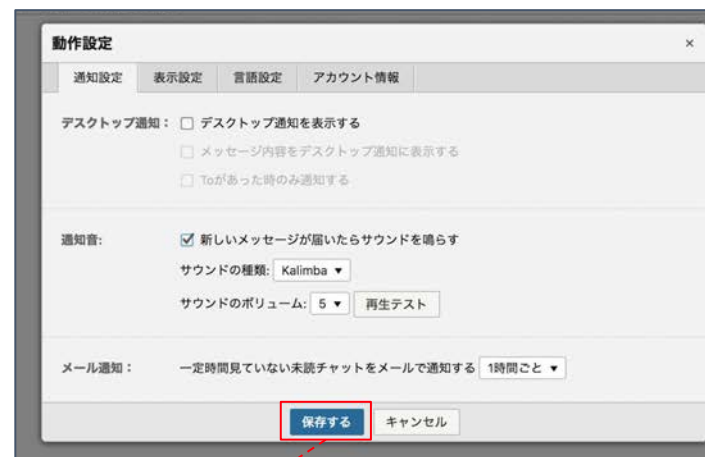 動作設定 ×
通知設定 表示設定 言語設定 アカウント情報
デスクトップ通知： デスクトップ通知を表示する
メッセージ内容をデスクトップ通知に表示する
Toがあった時のみ通知する
通知音: 新しいメッセージが届いたらサウンドを鳴らす
サウンドの種類: Kalimba ▼
サウンドのボリューム: 5 ▼ 再生テスト
メール通知： 一定時間見ていない未読チャットをメールで通知する 1時間ごと ▼
保存する キャンセル